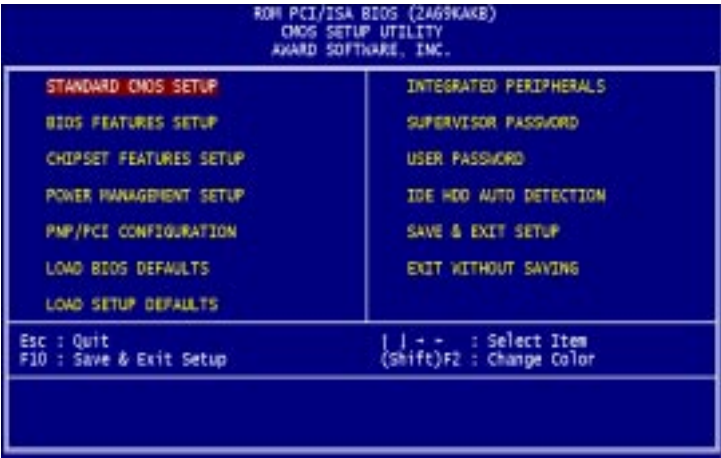 ROM PCI/ISA BIOS (2A69KAKB)
CMOS SETUP UTILITY
AWARD SOFTWARE, INC.
STANDARD CMOS SETUP
BIOS FEATURES SETUP
CHIPSET FEATURES SETUP
POWER MANAGEMENT SETUP
PNP/PCI CONFIGURATION
LOAD BIOS DEFAULTS
LOAD SETUP DEFAULTS
INTEGRATED PERIPHERALS
SUPERVISOR PASSWORD
USER PASSWORD
IDE HDD AUTO DETECTION
SAVE & EXIT SETUP
EXIT WITHOUT SAVING
Esc : Quit
F10 : Save & Exit Setup
: Select Item
(Shift)F2 : Change Color